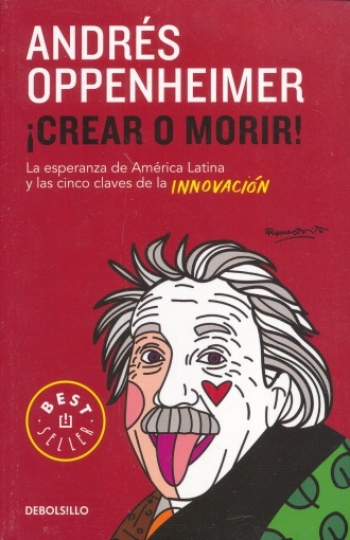 ANDRÉS
OPPENHEIMER
¡CREAR O MORIR!
La esperanza de América Latina
y las cinco claves de la INNOVACIÓN
BEST
SELLER
DEBOLSILLO